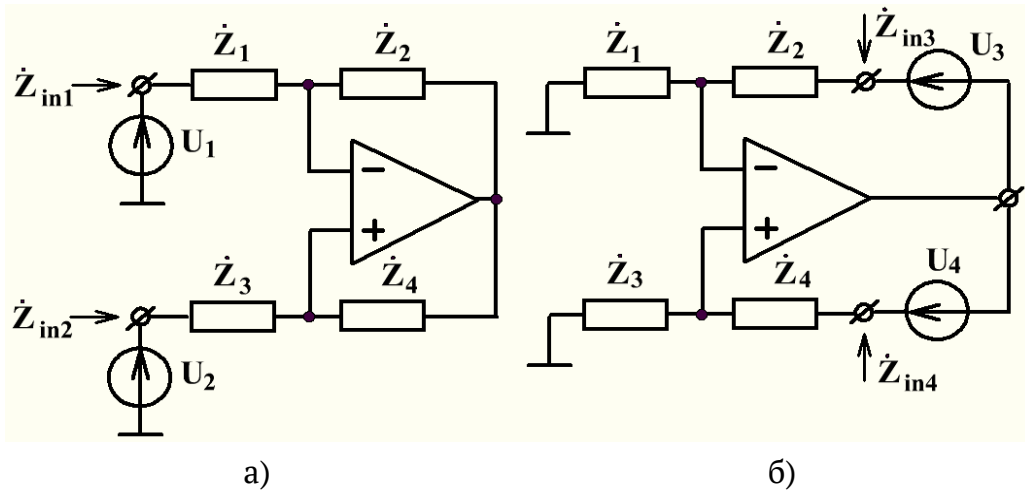 Ż₁ Ż₂ Ż₁ Ż₂ Żin3 U₃
Żin1 U₁
− −
+ +
Ż₃ Ż₄ Ż₃ Ż₄ U₄
Żin2 U₂ Żin4
а) б)